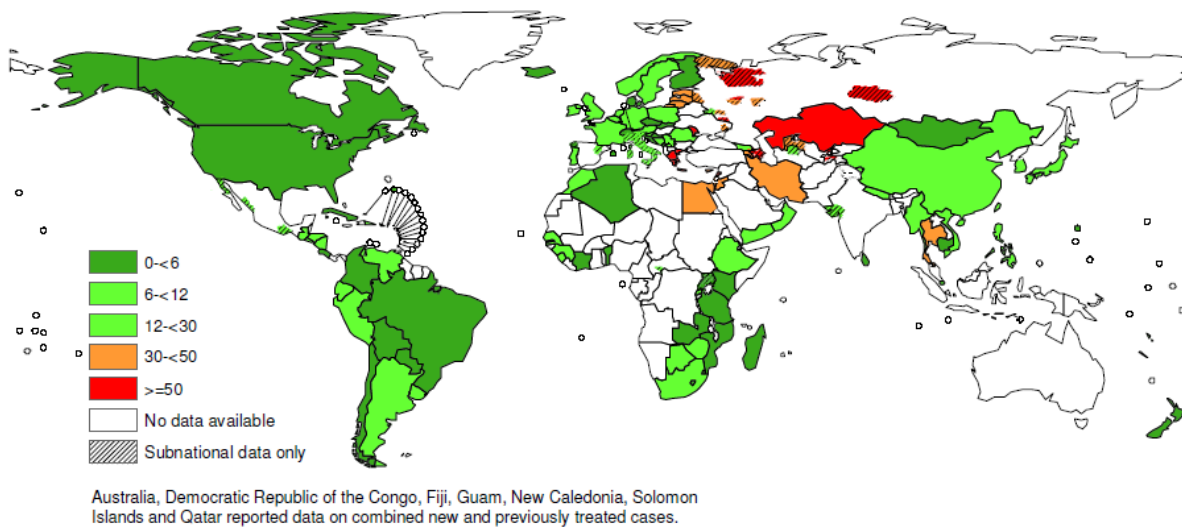 0-<6
6-<12
12-<30
30-<50
>=50
No data available
Subnational data only
Australia, Democratic Republic of the Congo, Fiji, Guam, New Caledonia, Solomon
Islands and Qatar reported data on combined new and previously treated cases.